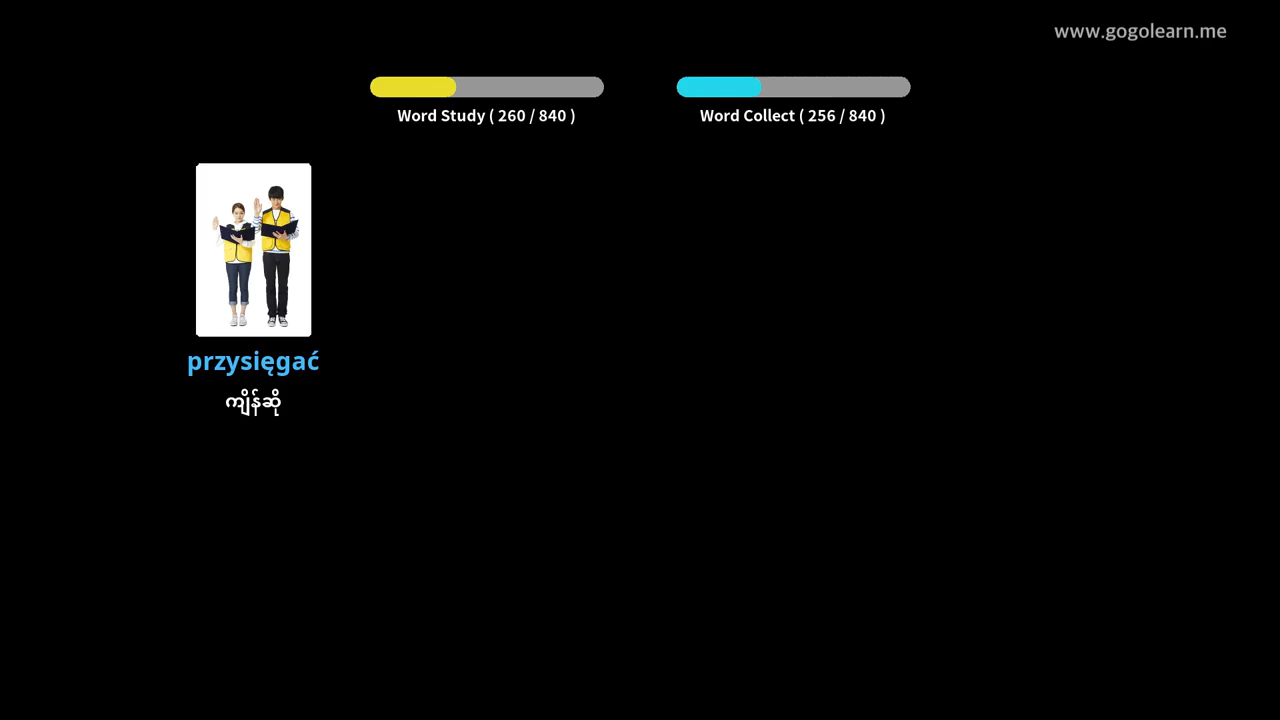 www.gogolearn.me
Word Study ( 260 / 840 )
Word Collect ( 256 / 840 )
przysięgać
ကျိန်ဆို